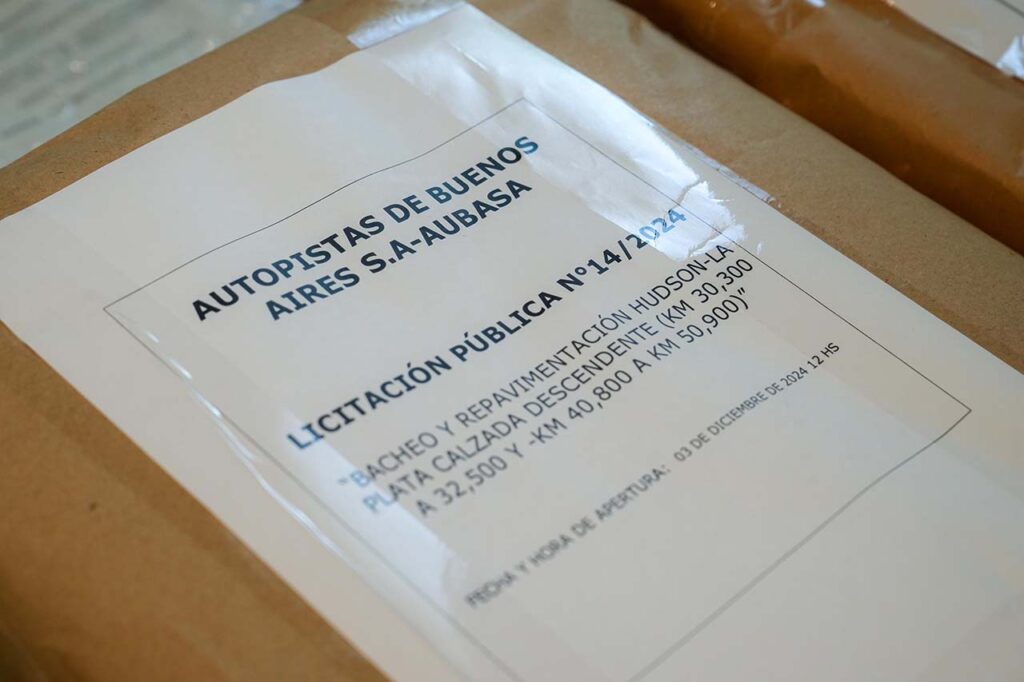 AUTOPISTAS DE BUENOS
AIRES S.A-AUBASA
LICITACIÓN PÚBLICA N°14/2024
"BACHEO Y REPAVIMENTACIÓN HUDSON-LA
PLATA CALZADA DESCENDENTE (KM 30,300
A 32,500 Y -KM 40,800 A KM 50,900)"
FECHA Y HORA DE APERTURA: 03 DE DICIEMBRE DE 2024 12 HS